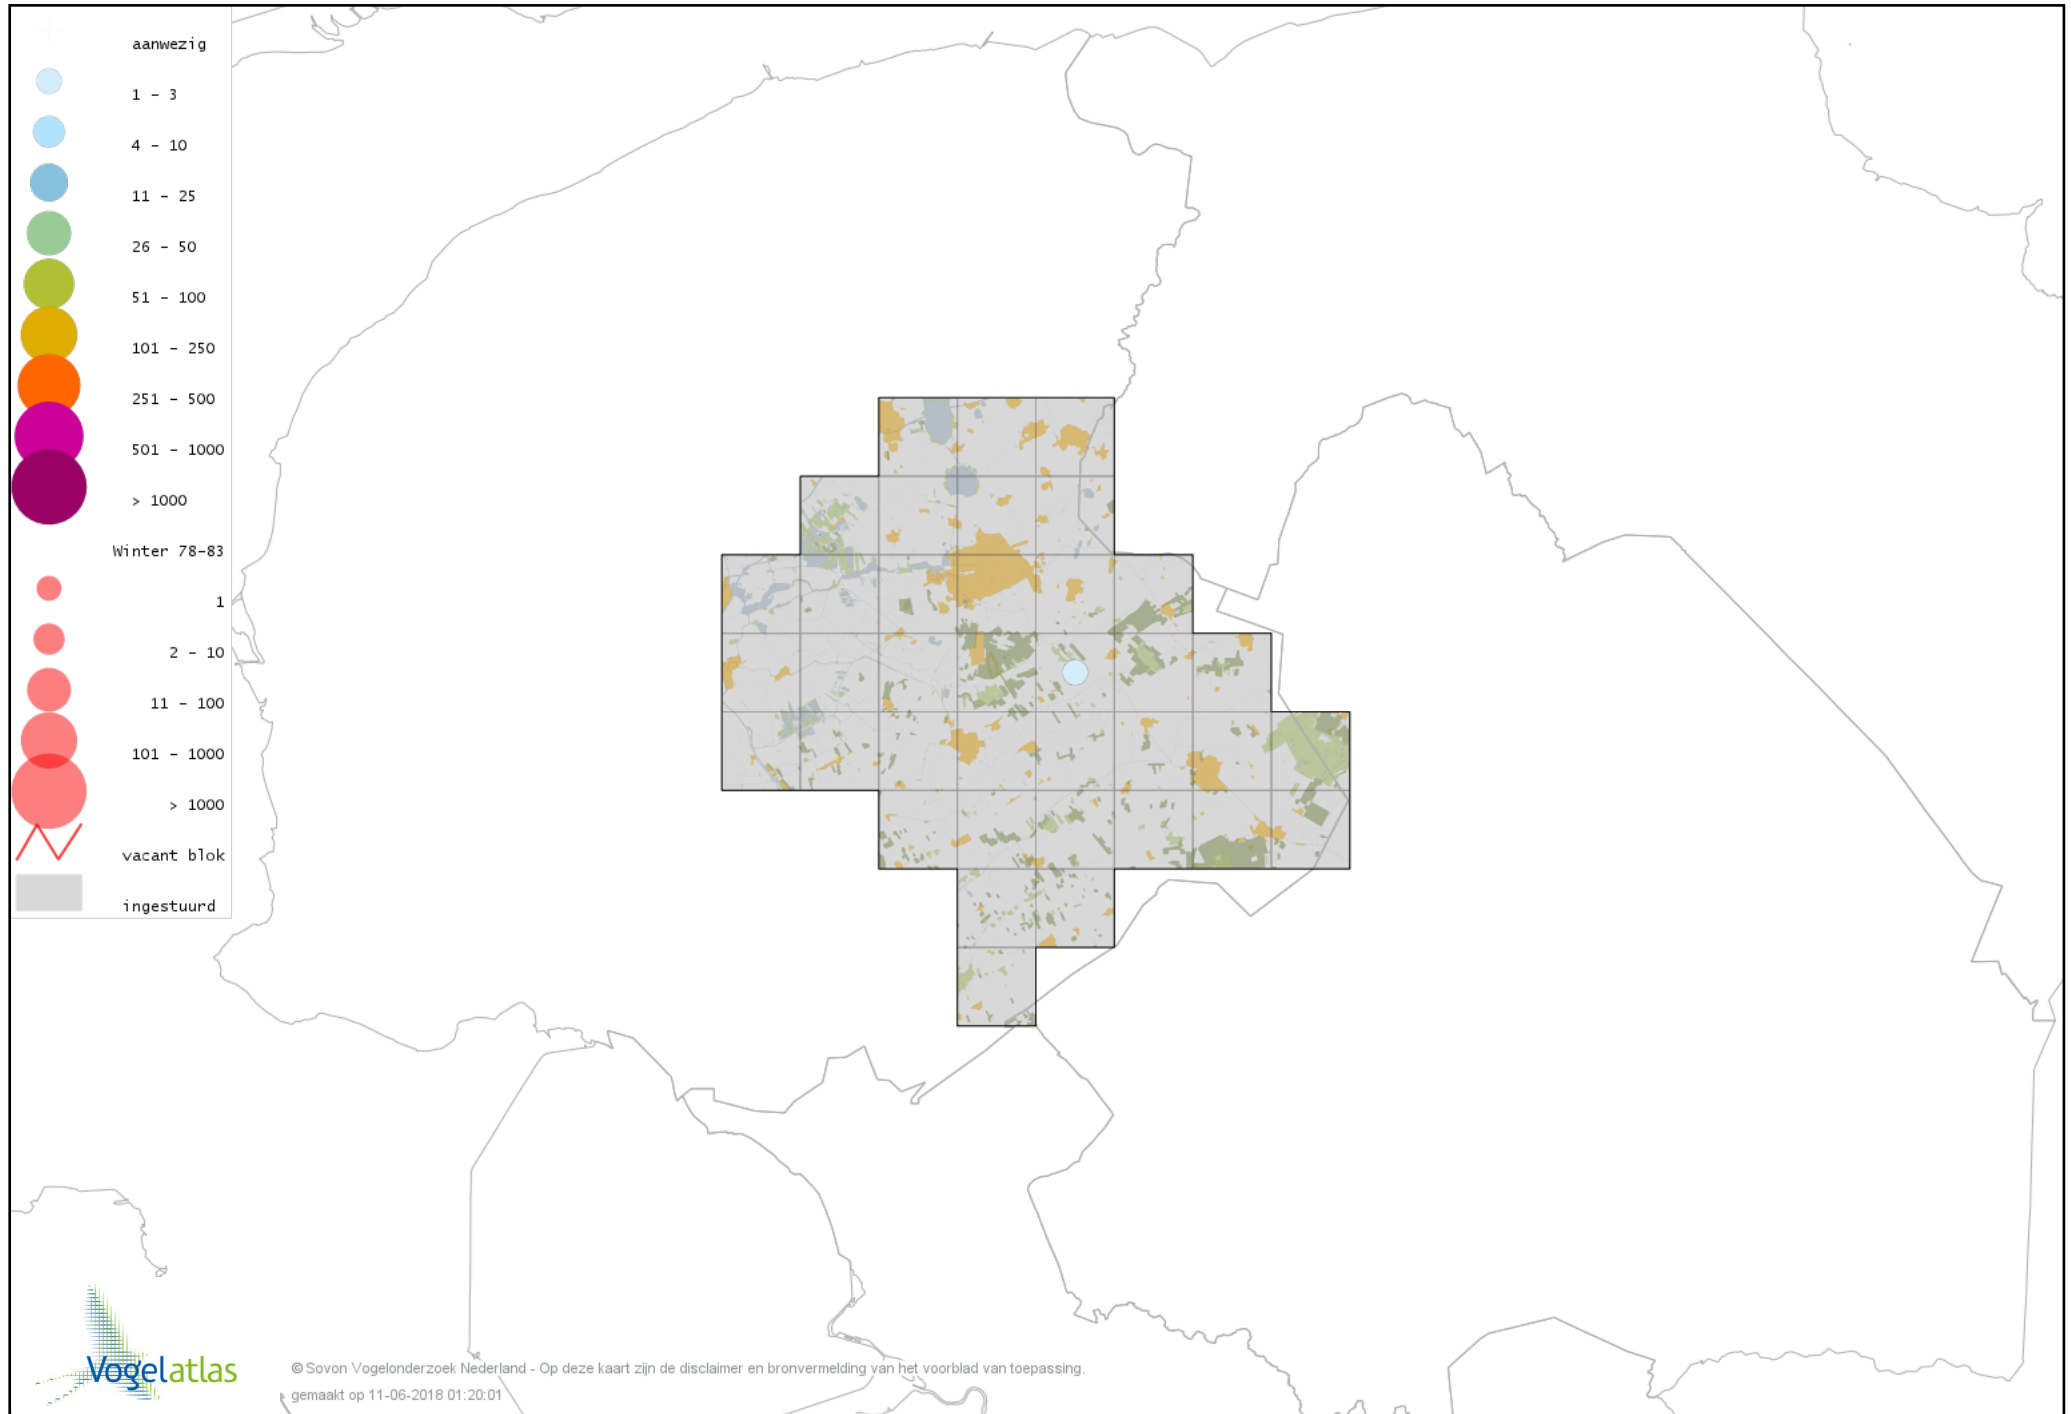 aanwezig
1 - 3
4 - 10
11 - 25
26 - 50
51 - 100
101 - 250
251 - 500
501 - 1000
> 1000
Winter 78-83
1
2 - 10
11 - 100
101 - 1000
> 1000
vacant blok
ingestuurd
Vogelatlas
© Sovon Vogelonderzoek Nederland - Op deze kaart zijn de disclaimer en bronvermelding van het voorblad van toepassing.
gemaakt op 11-06-2018 01:20:01